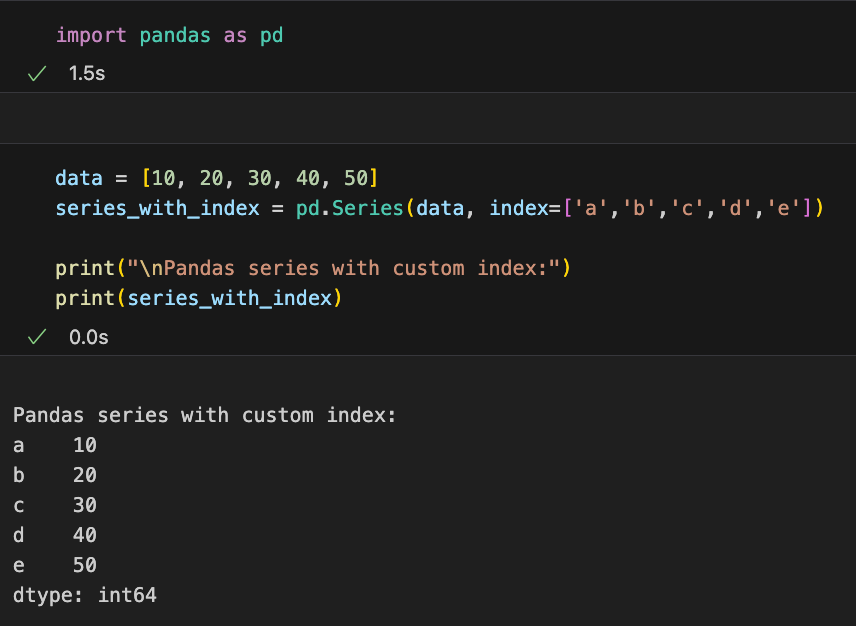 import pandas as pd
✓ 1.5s
data = [10, 20, 30, 40, 50]
series_with_index = pd.Series(data, index=['a','b','c','d','e'])
print("\nPandas series with custom index:")
print(series_with_index)
✓ 0.0s
Pandas series with custom index:
a    10
b    20
c    30
d    40
e    50
dtype: int64